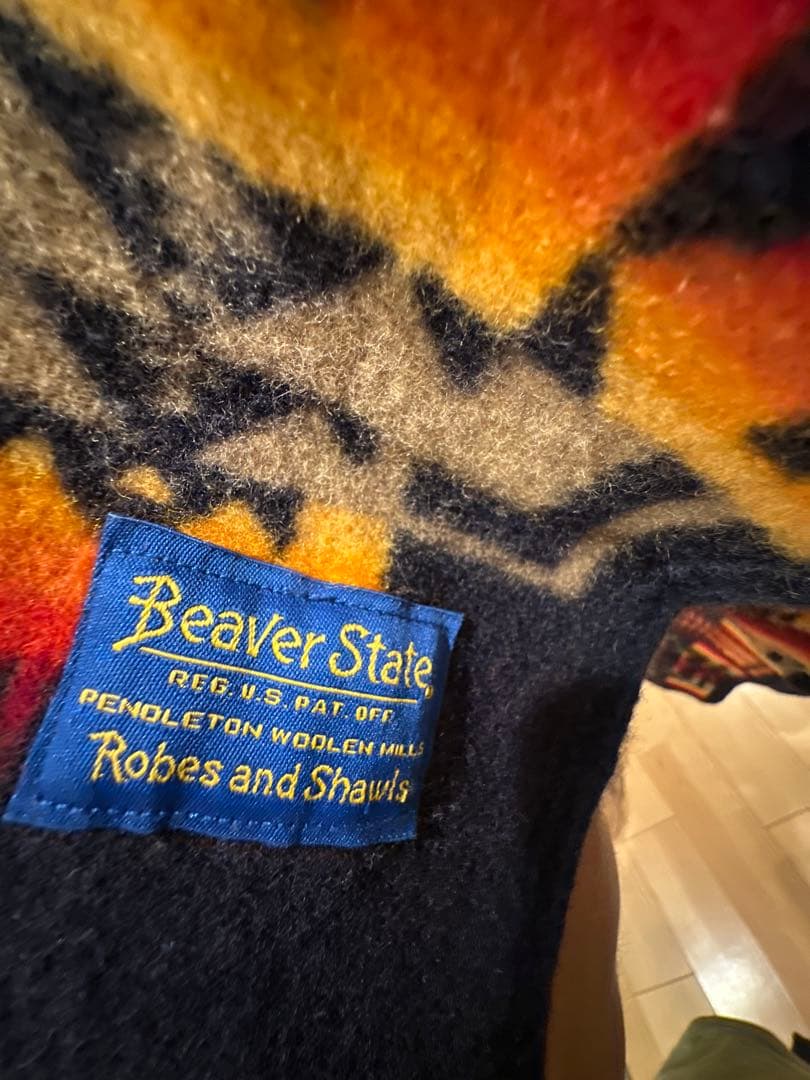 Beaver State,
REG. U.S. PAT. OFF.
PENDLETON WOOLEN MILLS
Robes and Shawls